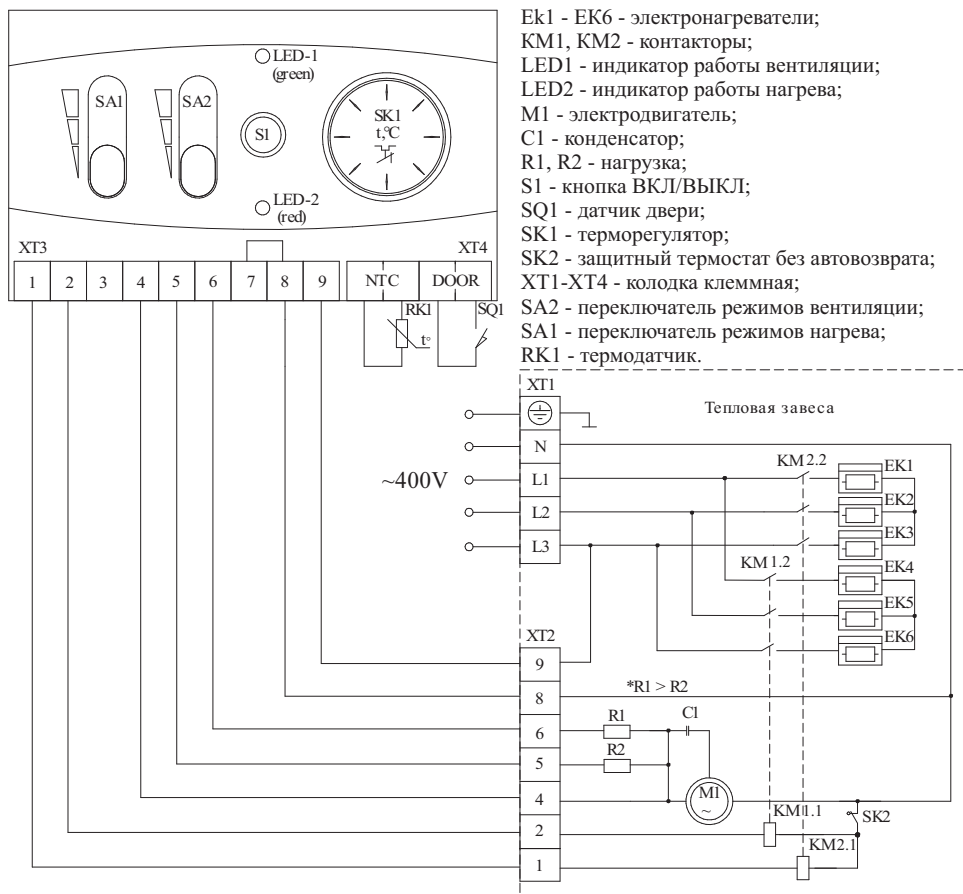 Ek1 - EK6 - электронагреватели;
KM1, KM2 - контакторы;
LED1 - индикатор работы вентиляции;
LED2 - индикатор работы нагрева;
M1 - электродвигатель;
C1 - конденсатор;
R1, R2 - нагрузка;
S1 - кнопка ВКЛ/ВЫКЛ;
SQ1 - датчик двери;
SK1 - терморегулятор;
SK2 - защитный термостат без автовозврата;
XT1-XT4 - колодка клеммная;
SA2 - переключатель режимов вентиляции;
SA1 - переключатель режимов нагрева;
RK1 - термодатчик.
LED-1
(green)
SA1
SA2
S1
SK1
t,°C
LED-2
(red)
XT3
XT4
1 2 3 4 5 6 7 8 9
NTC
DOOR
RK1
t°
SQ1
XT1
Тепловая завеса
N
~400V
L1
L2
L3
KM2.2
EK1
EK2
EK3
KM1.2
EK4
EK5
EK6
XT2
9
8
*R1 > R2
6
R1
C1
5
R2
4
M1
~
KM1.1
SK2
2
KM2.1
1